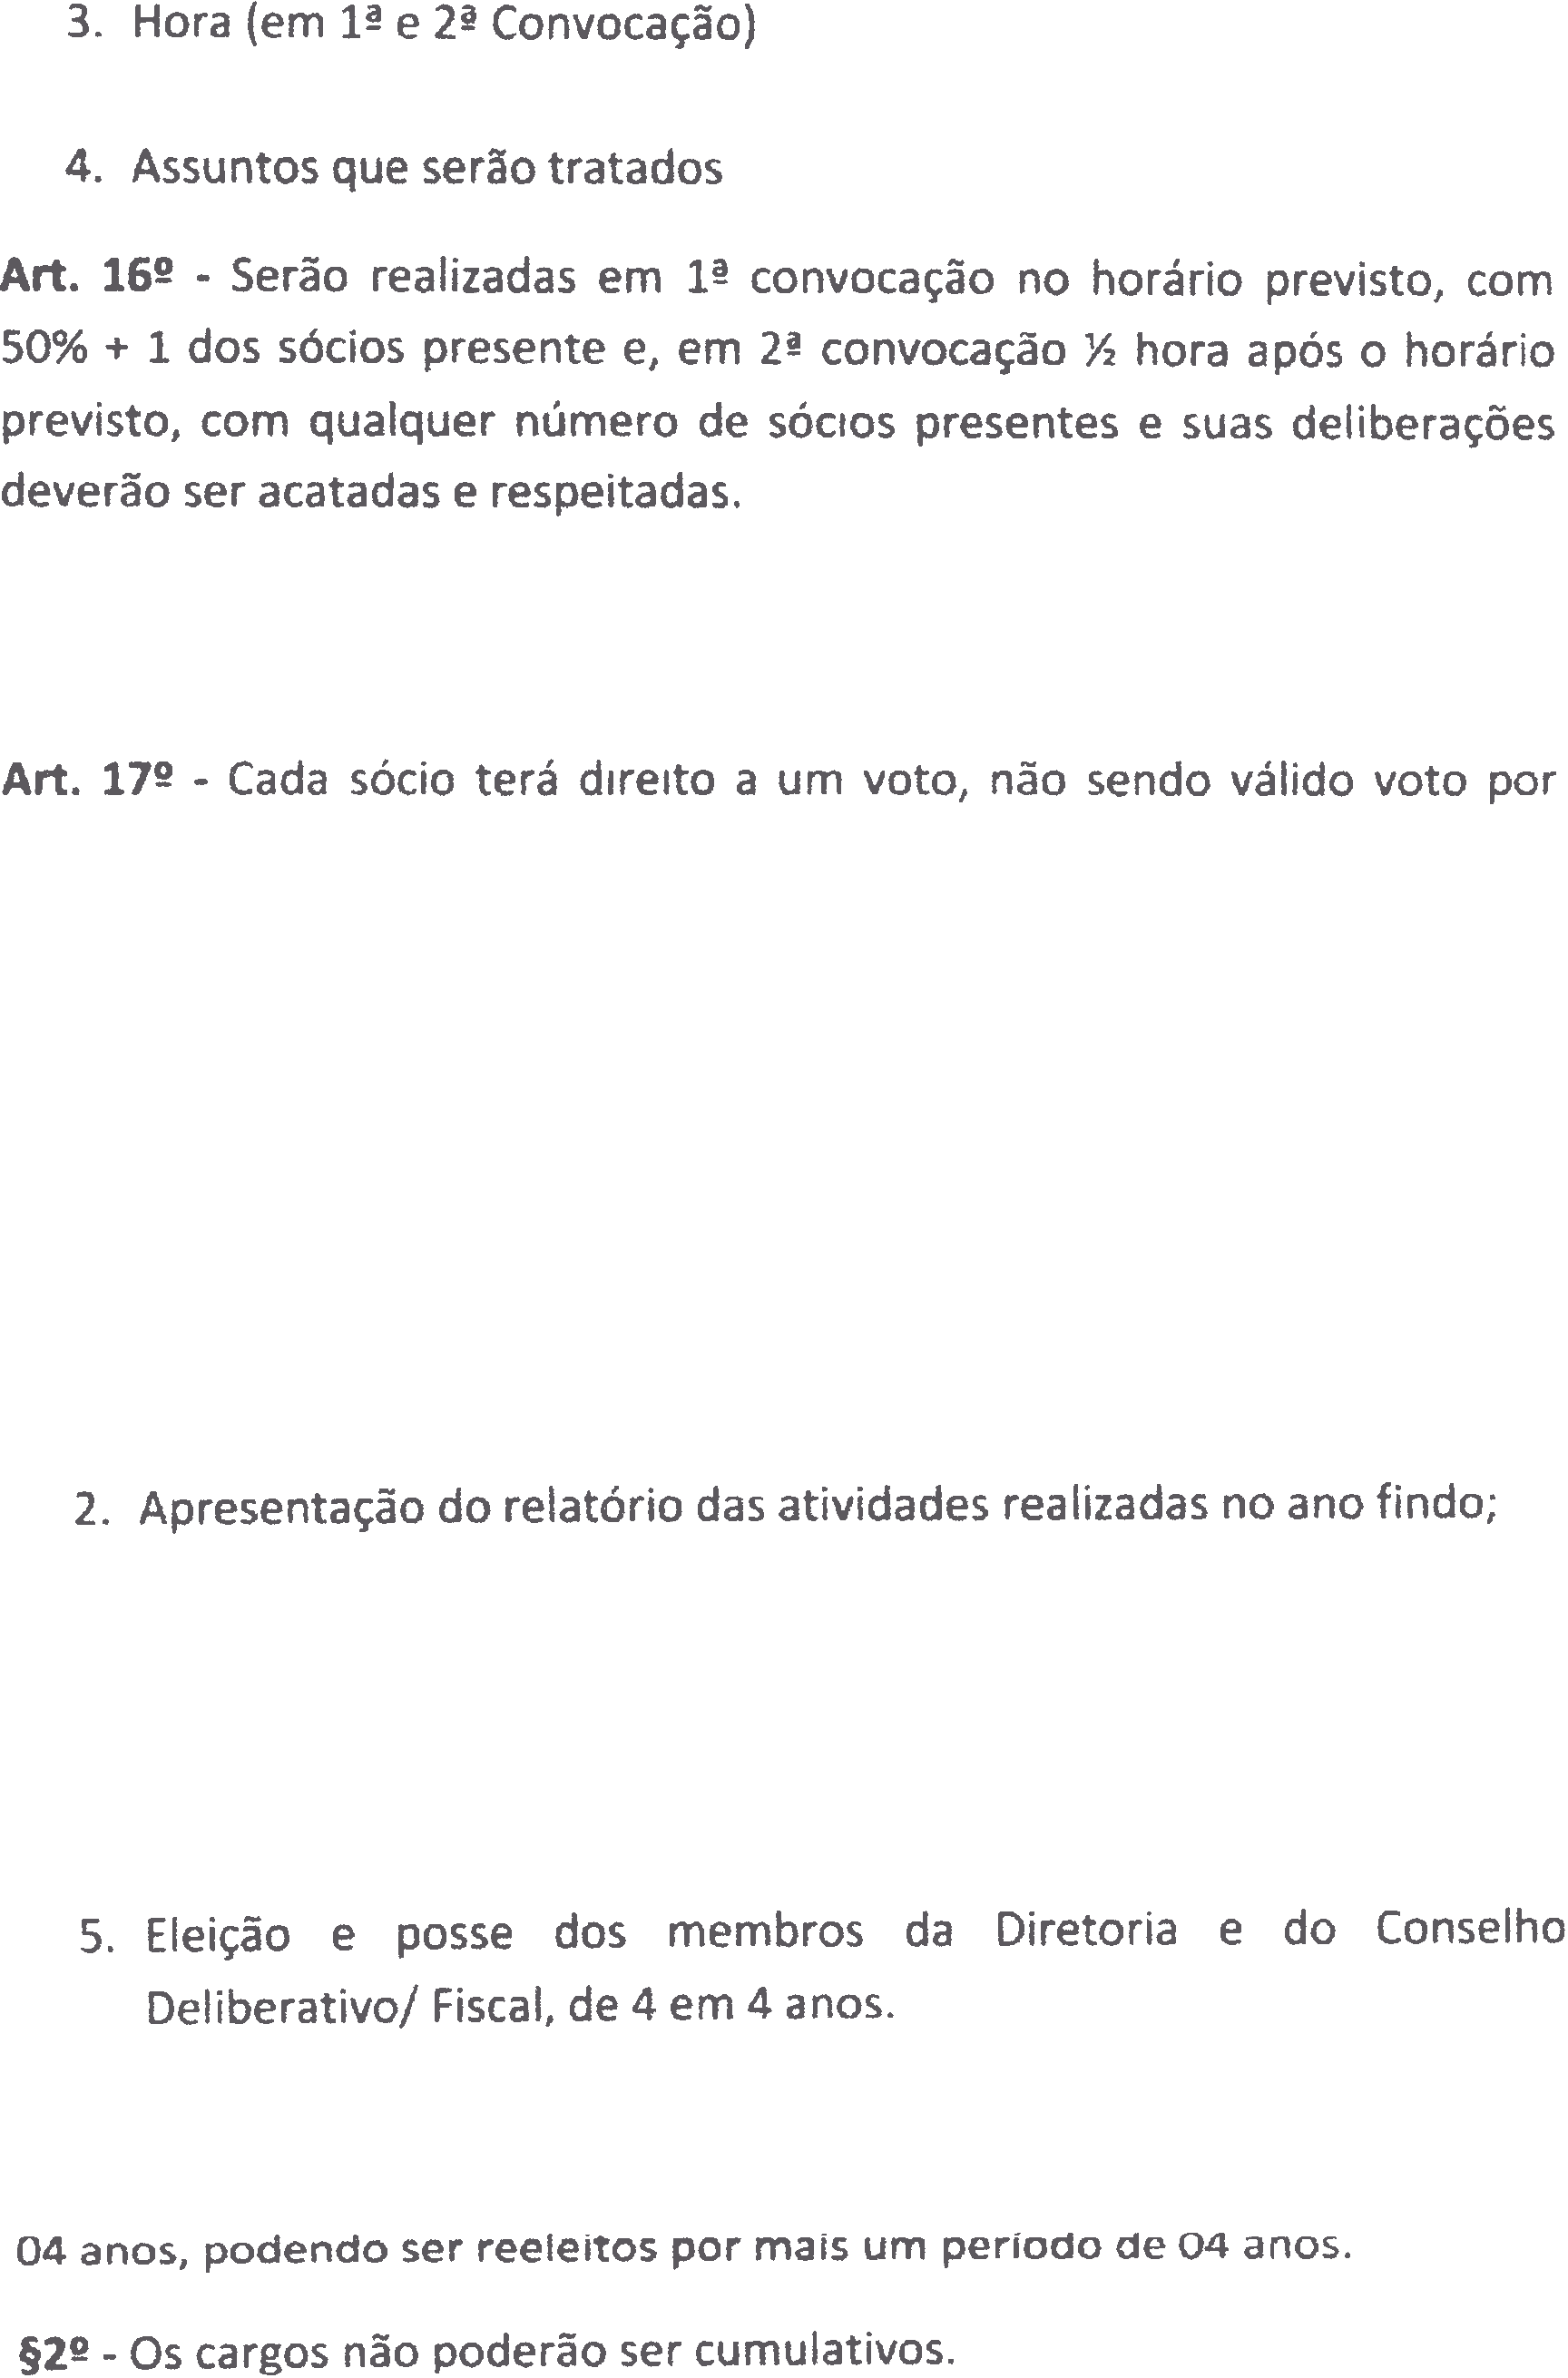 3. Hora (em 1ª e 2ª Convocação)
4. Assuntos que serão tratados
Art. 16º - Serão realizadas em 1ª convocação no horário previsto, com
50% + 1 dos sócios presente e, em 2ª convocação ½ hora após o horário
previsto, com qualquer número de sócios presentes e suas deliberações
deverão ser acatadas e respeitadas.
Art. 17º - Cada sócio terá direito a um voto, não sendo válido voto por
2. Apresentação do relatório das atividades realizadas no ano findo;
5. Eleição e posse dos membros da Diretoria e do Conselho
Deliberativo/ Fiscal, de 4 em 4 anos.
04 anos, podendo ser reeleitos por mais um período de 04 anos.
§2º - Os cargos não poderão ser cumulativos.